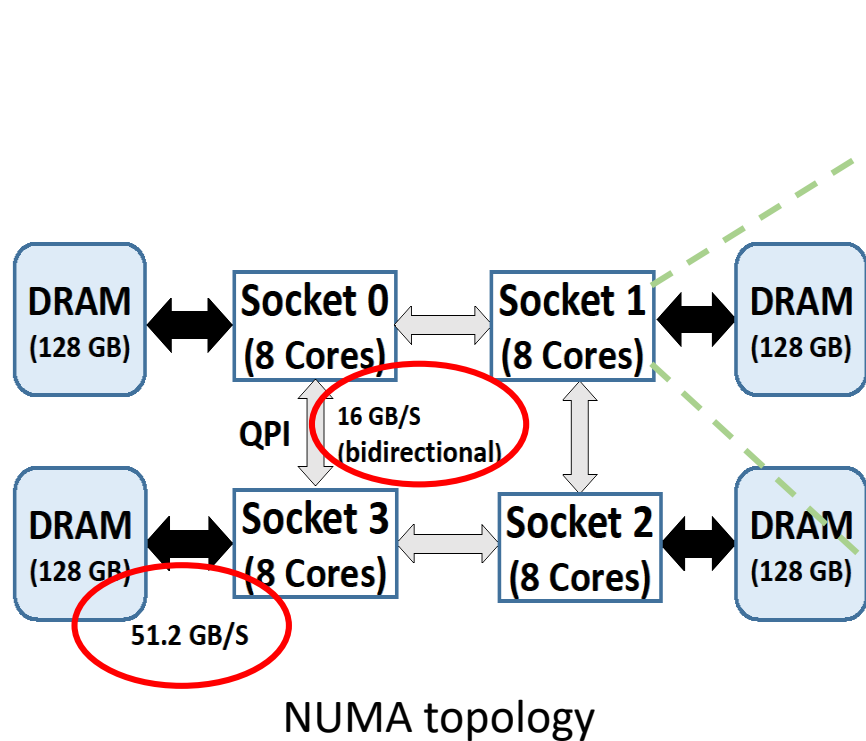 DRAM
(128 GB)
Socket 0
(8 Cores)
Socket 1
(8 Cores)
DRAM
(128 GB)
QPI
16 GB/S
(bidirectional)
DRAM
(128 GB)
Socket 3
(8 Cores)
Socket 2
(8 Cores)
DRAM
(128 GB)
51.2 GB/S
NUMA topology